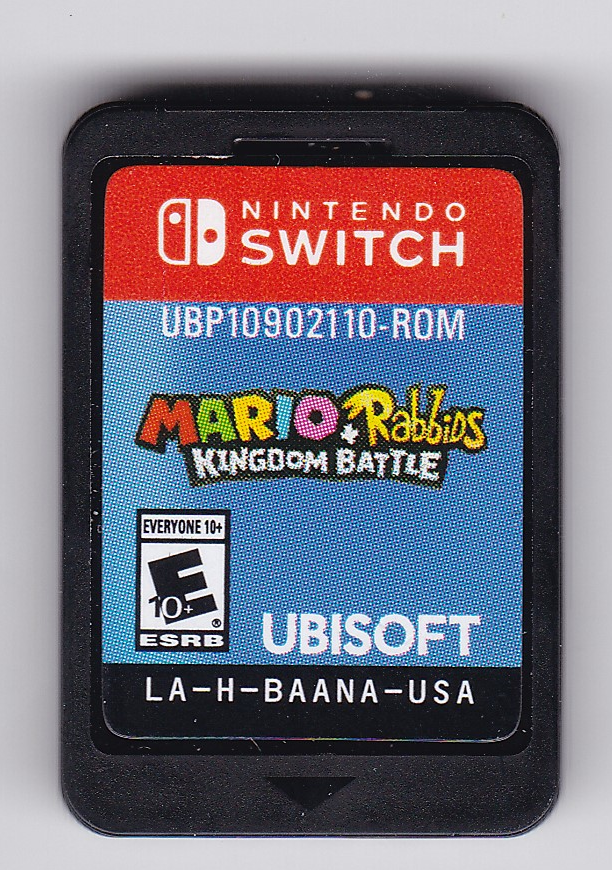 NINTENDO
SWITCH
UBP10902110-ROM
MARIO + Rabbids
KINGDOM BATTLE
EVERYONE 10+
E
10+
®
ESRB
UBISOFT
LA-H-BAANA-USA